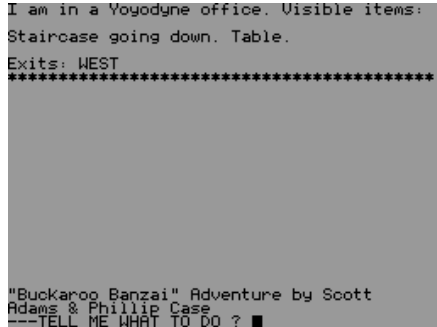 I am in a Yoyodyne office. Visible items:
Staircase going down. Table.
Exits: WEST
*******************************************
"Buckaroo Banzai" Adventure by Scott
Adams & Phillip Case
---TELL ME WHAT TO DO ?